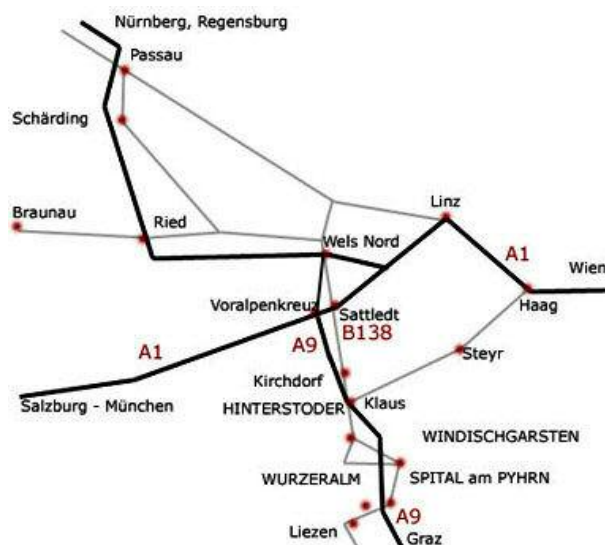 Nürnberg, Regensburg
Passau
Schärding
Braunau
Ried
Linz
Wels Nord
A1
Wien
Haag
Voralpenkreuz
Sattledt
B138
A9
A1
Steyr
Kirchdorf
HINTERSTODER
Klaus
Salzburg - München
WINDISCHGARSTEN
WURZERALM
SPITAL am PYHRN
A9
Liezen
Graz